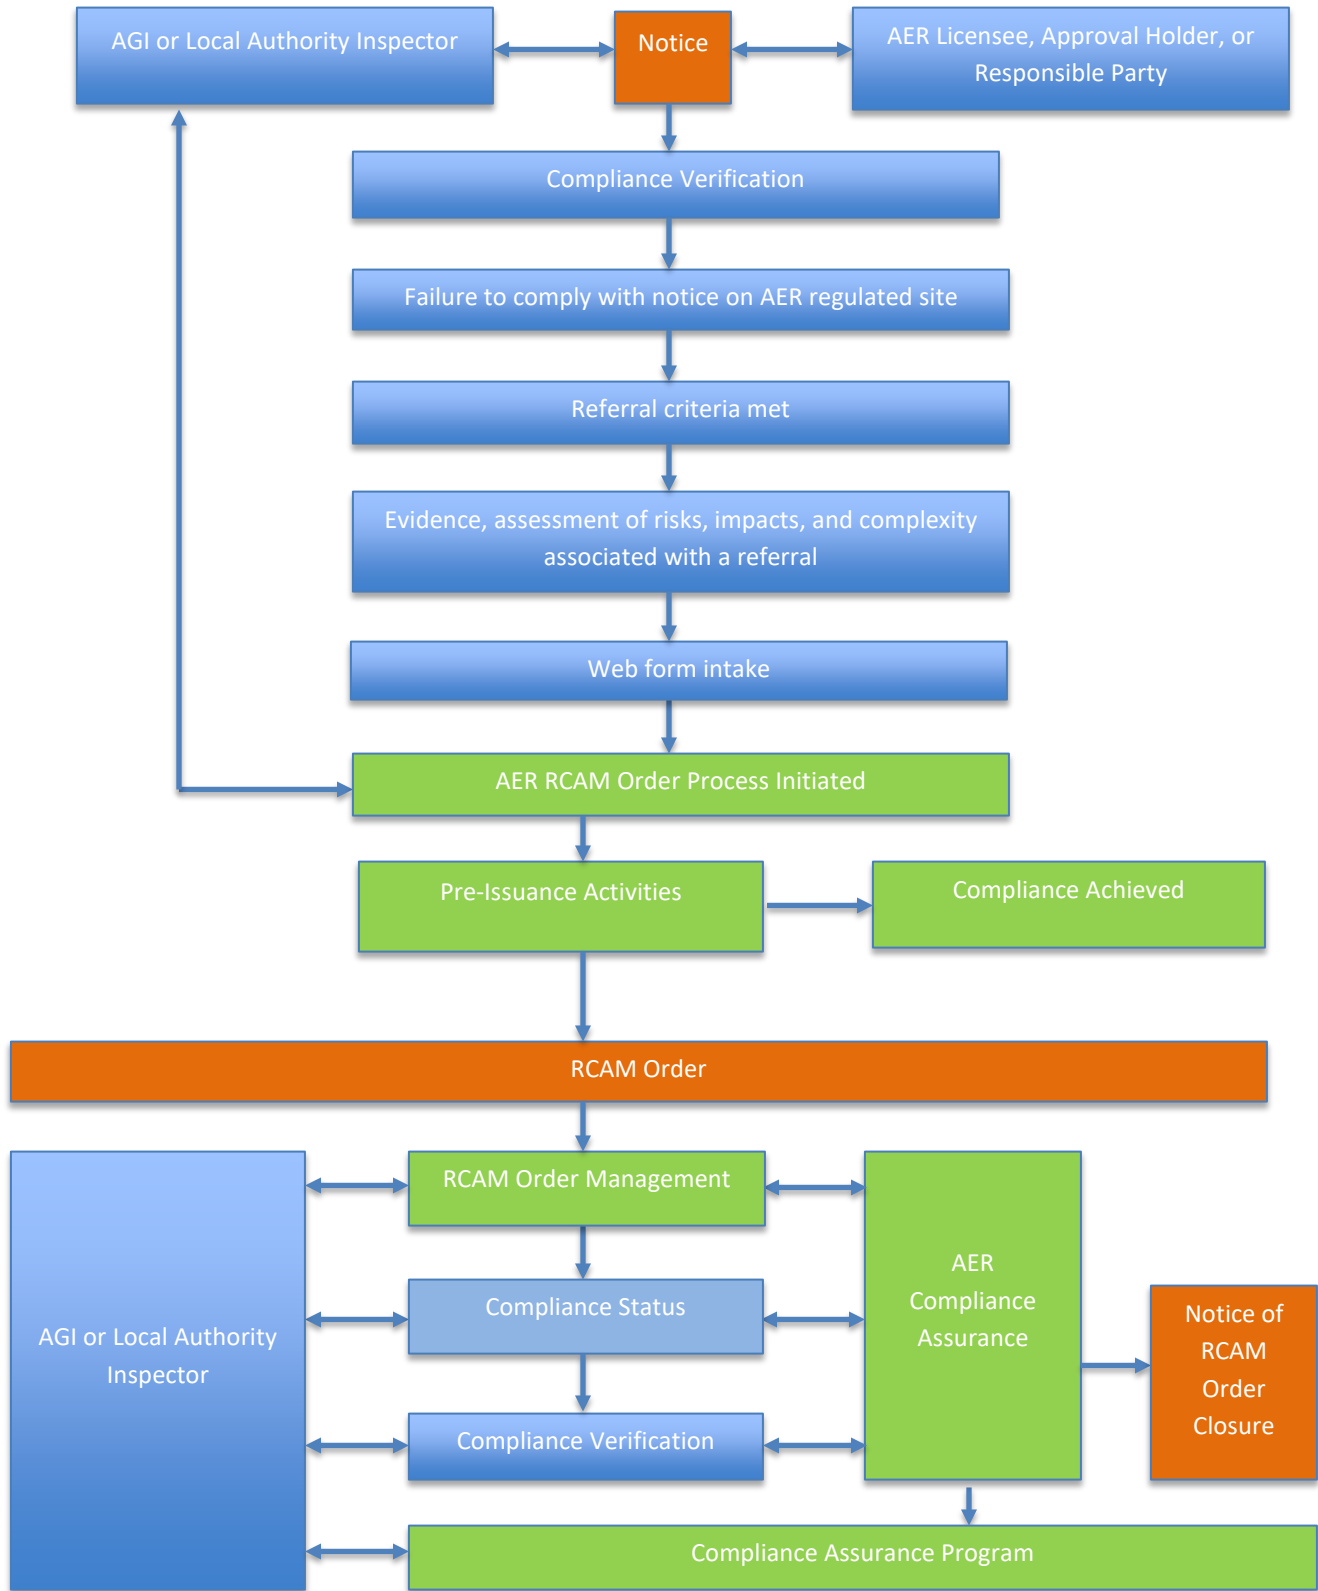 AGI or Local Authority Inspector
Notice
AER Licensee, Approval Holder, or
Responsible Party
Compliance Verification
Failure to comply with notice on AER regulated site
Referral criteria met
Evidence, assessment of risks, impacts, and complexity
associated with a referral
Web form intake
AER RCAM Order Process Initiated
Pre-Issuance Activities
Compliance Achieved
RCAM Order
AGI or Local Authority
Inspector
RCAM Order Management
Compliance Status
Compliance Verification
AER
Compliance
Assurance
Notice of
RCAM
Order
Closure
Compliance Assurance Program